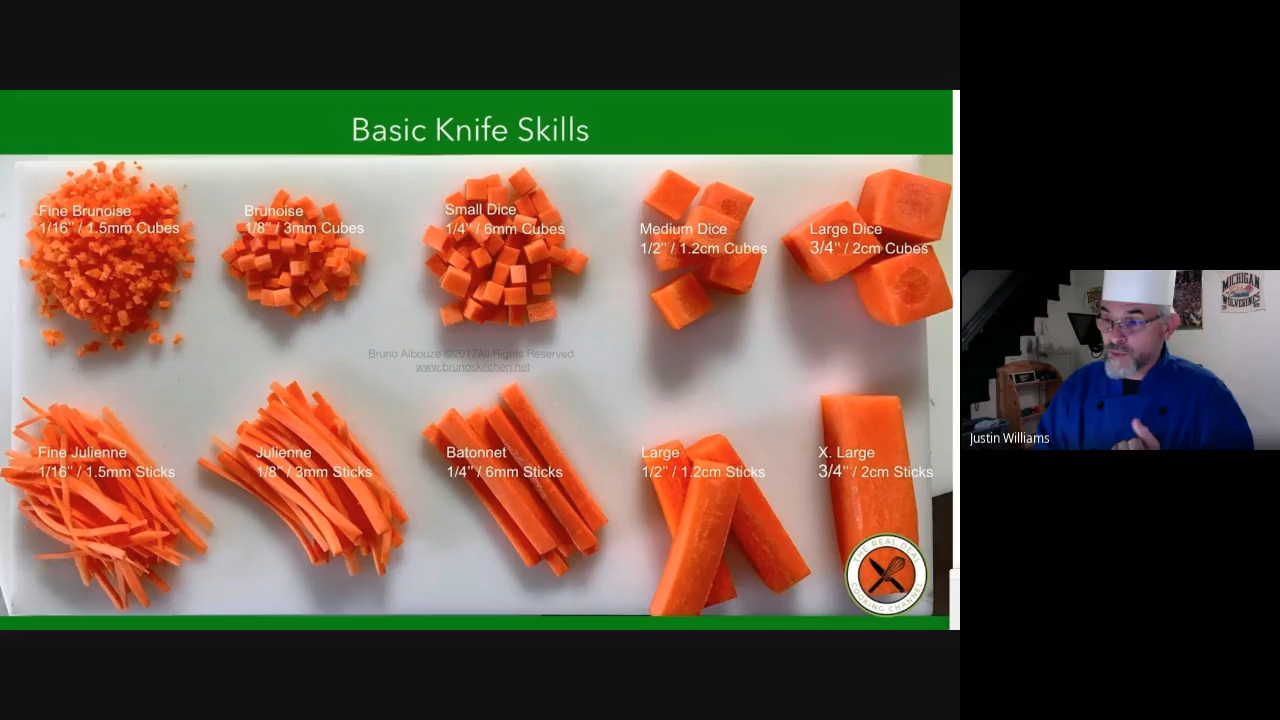 Basic Knife Skills
Fine Brunoise
1/16" / 1.5mm Cubes
Brunoise
1/8" / 3mm Cubes
Small Dice
1/4" / 6mm Cubes
Medium Dice
1/2" / 1.2cm Cubes
Large Dice
3/4" / 2cm Cubes
Bruno Albouze ©2017All Rights Reserved.
www.brunoskitchen.net
Fine Julienne
1/16" / 1.5mm Sticks
Julienne
1/8" / 3mm Sticks
Batonnet
1/4" / 6mm Sticks
Large
1/2" / 1.2cm Sticks
X. Large
3/4" / 2cm Sticks
THE REAL DEAL
COOKING CHANNEL
MICHIGAN
WOLVERINES
Justin Williams